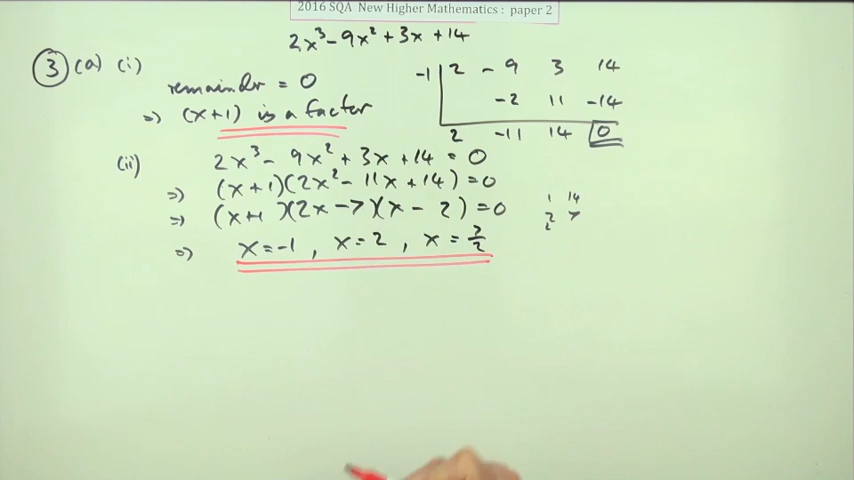 2016 SQA New Higher Mathematics : paper 2
2x³ - 9x² + 3x + 14
3 (a) (i)
remainder = 0
⇒ (x+1) is a factor
-1 | 2 -9 3 14
-2 11 -14
2 -11 14 0
(ii) 2x³ - 9x² + 3x + 14 = 0
⇒ (x+1)(2x² - 11x + 14) = 0
⇒ (x+1)(2x-7)(x-2) = 0
1 14
2 7
⇒ x=-1, x=2, x=7/2